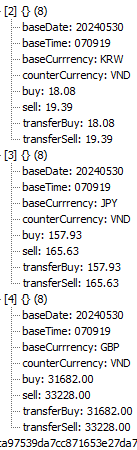 [2] {} (8)
baseDate: 20240530
baseTime: 070919
baseCurrrency: KRW
counterCurrency: VND
buy: 18.08
sell: 19.39
transferBuy: 18.08
transferSell: 19.39
[3] {} (8)
baseDate: 20240530
baseTime: 070919
baseCurrrency: JPY
counterCurrency: VND
buy: 157.93
sell: 165.63
transferBuy: 157.93
transferSell: 165.63
[4] {} (8)
baseDate: 20240530
baseTime: 070919
baseCurrrency: GBP
counterCurrency: VND
buy: 31682.00
sell: 33228.00
transferBuy: 31682.00
transferSell: 33228.00
ca97539da7cc871653e27da7